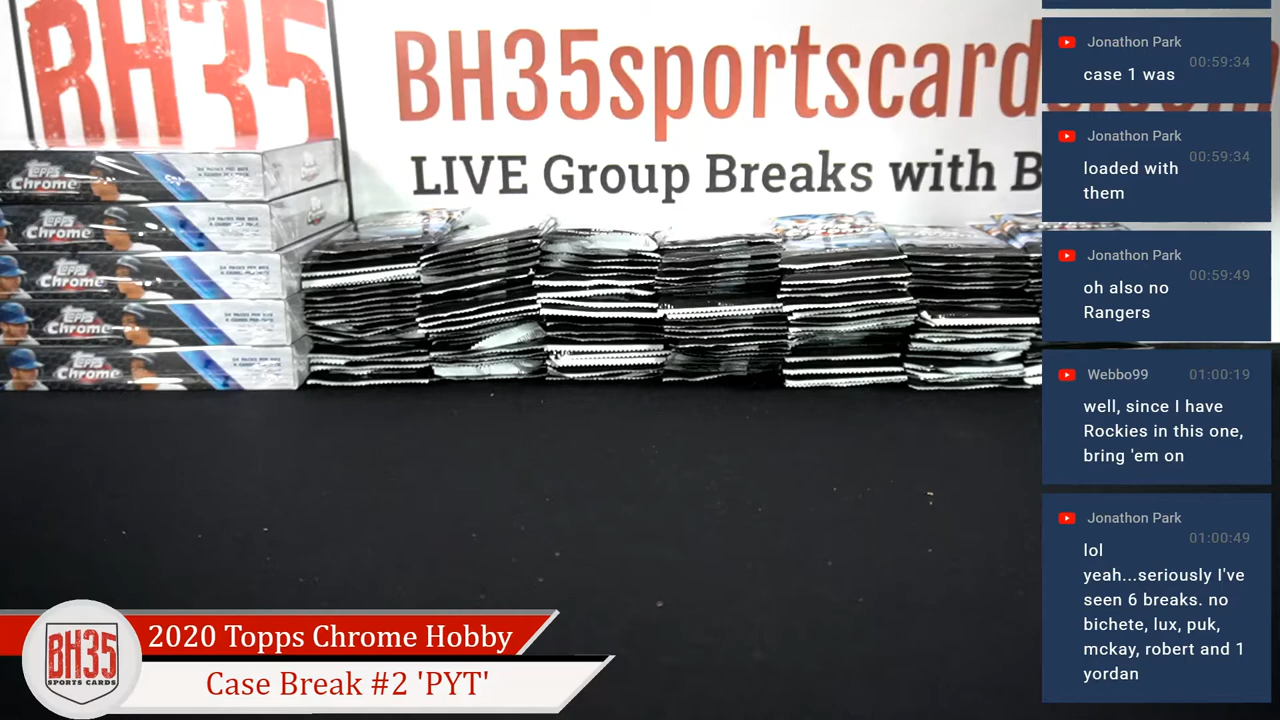 BH35
BH35sportscards.com
LIVE Group Breaks with B
TOPPS
Chrome
TOPPS
Chrome
TOPPS
Chrome
TOPPS
Chrome
TOPPS
Chrome
Jonathon Park
00:59:34
case 1 was
Jonathon Park
00:59:34
loaded with
them
Jonathon Park
00:59:49
oh also no
Rangers
Webbo99 01:00:19
well, since I have
Rockies in this one,
bring 'em on
Jonathon Park
01:00:49
lol
yeah...seriously I've
seen 6 breaks. no
bichete, lux, puk,
mckay, robert and 1
yordan
BH35
SPORTS CARDS
2020 Topps Chrome Hobby
Case Break #2 'PYT'